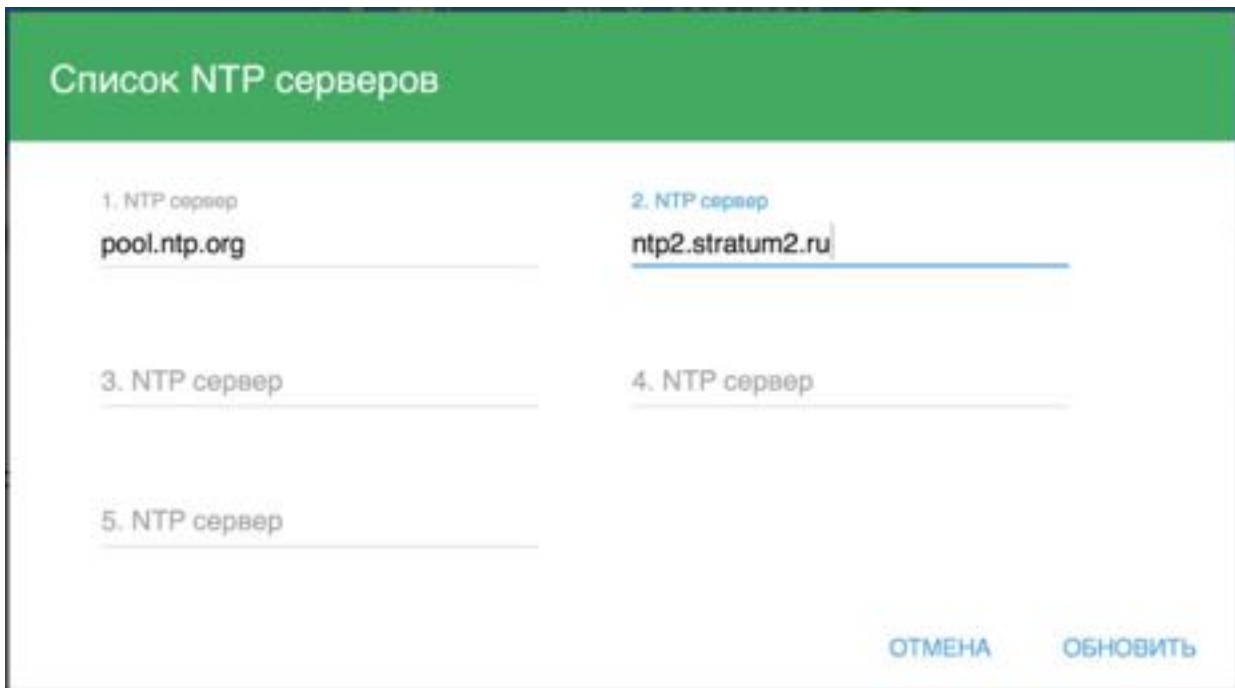 Список NTP серверов
1. NTP сервер
2. NTP сервер
pool.ntp.org
ntp2.stratum2.ru
3. NTP сервер
4. NTP сервер
5. NTP сервер
ОТМЕНА
ОБНОВИТЬ